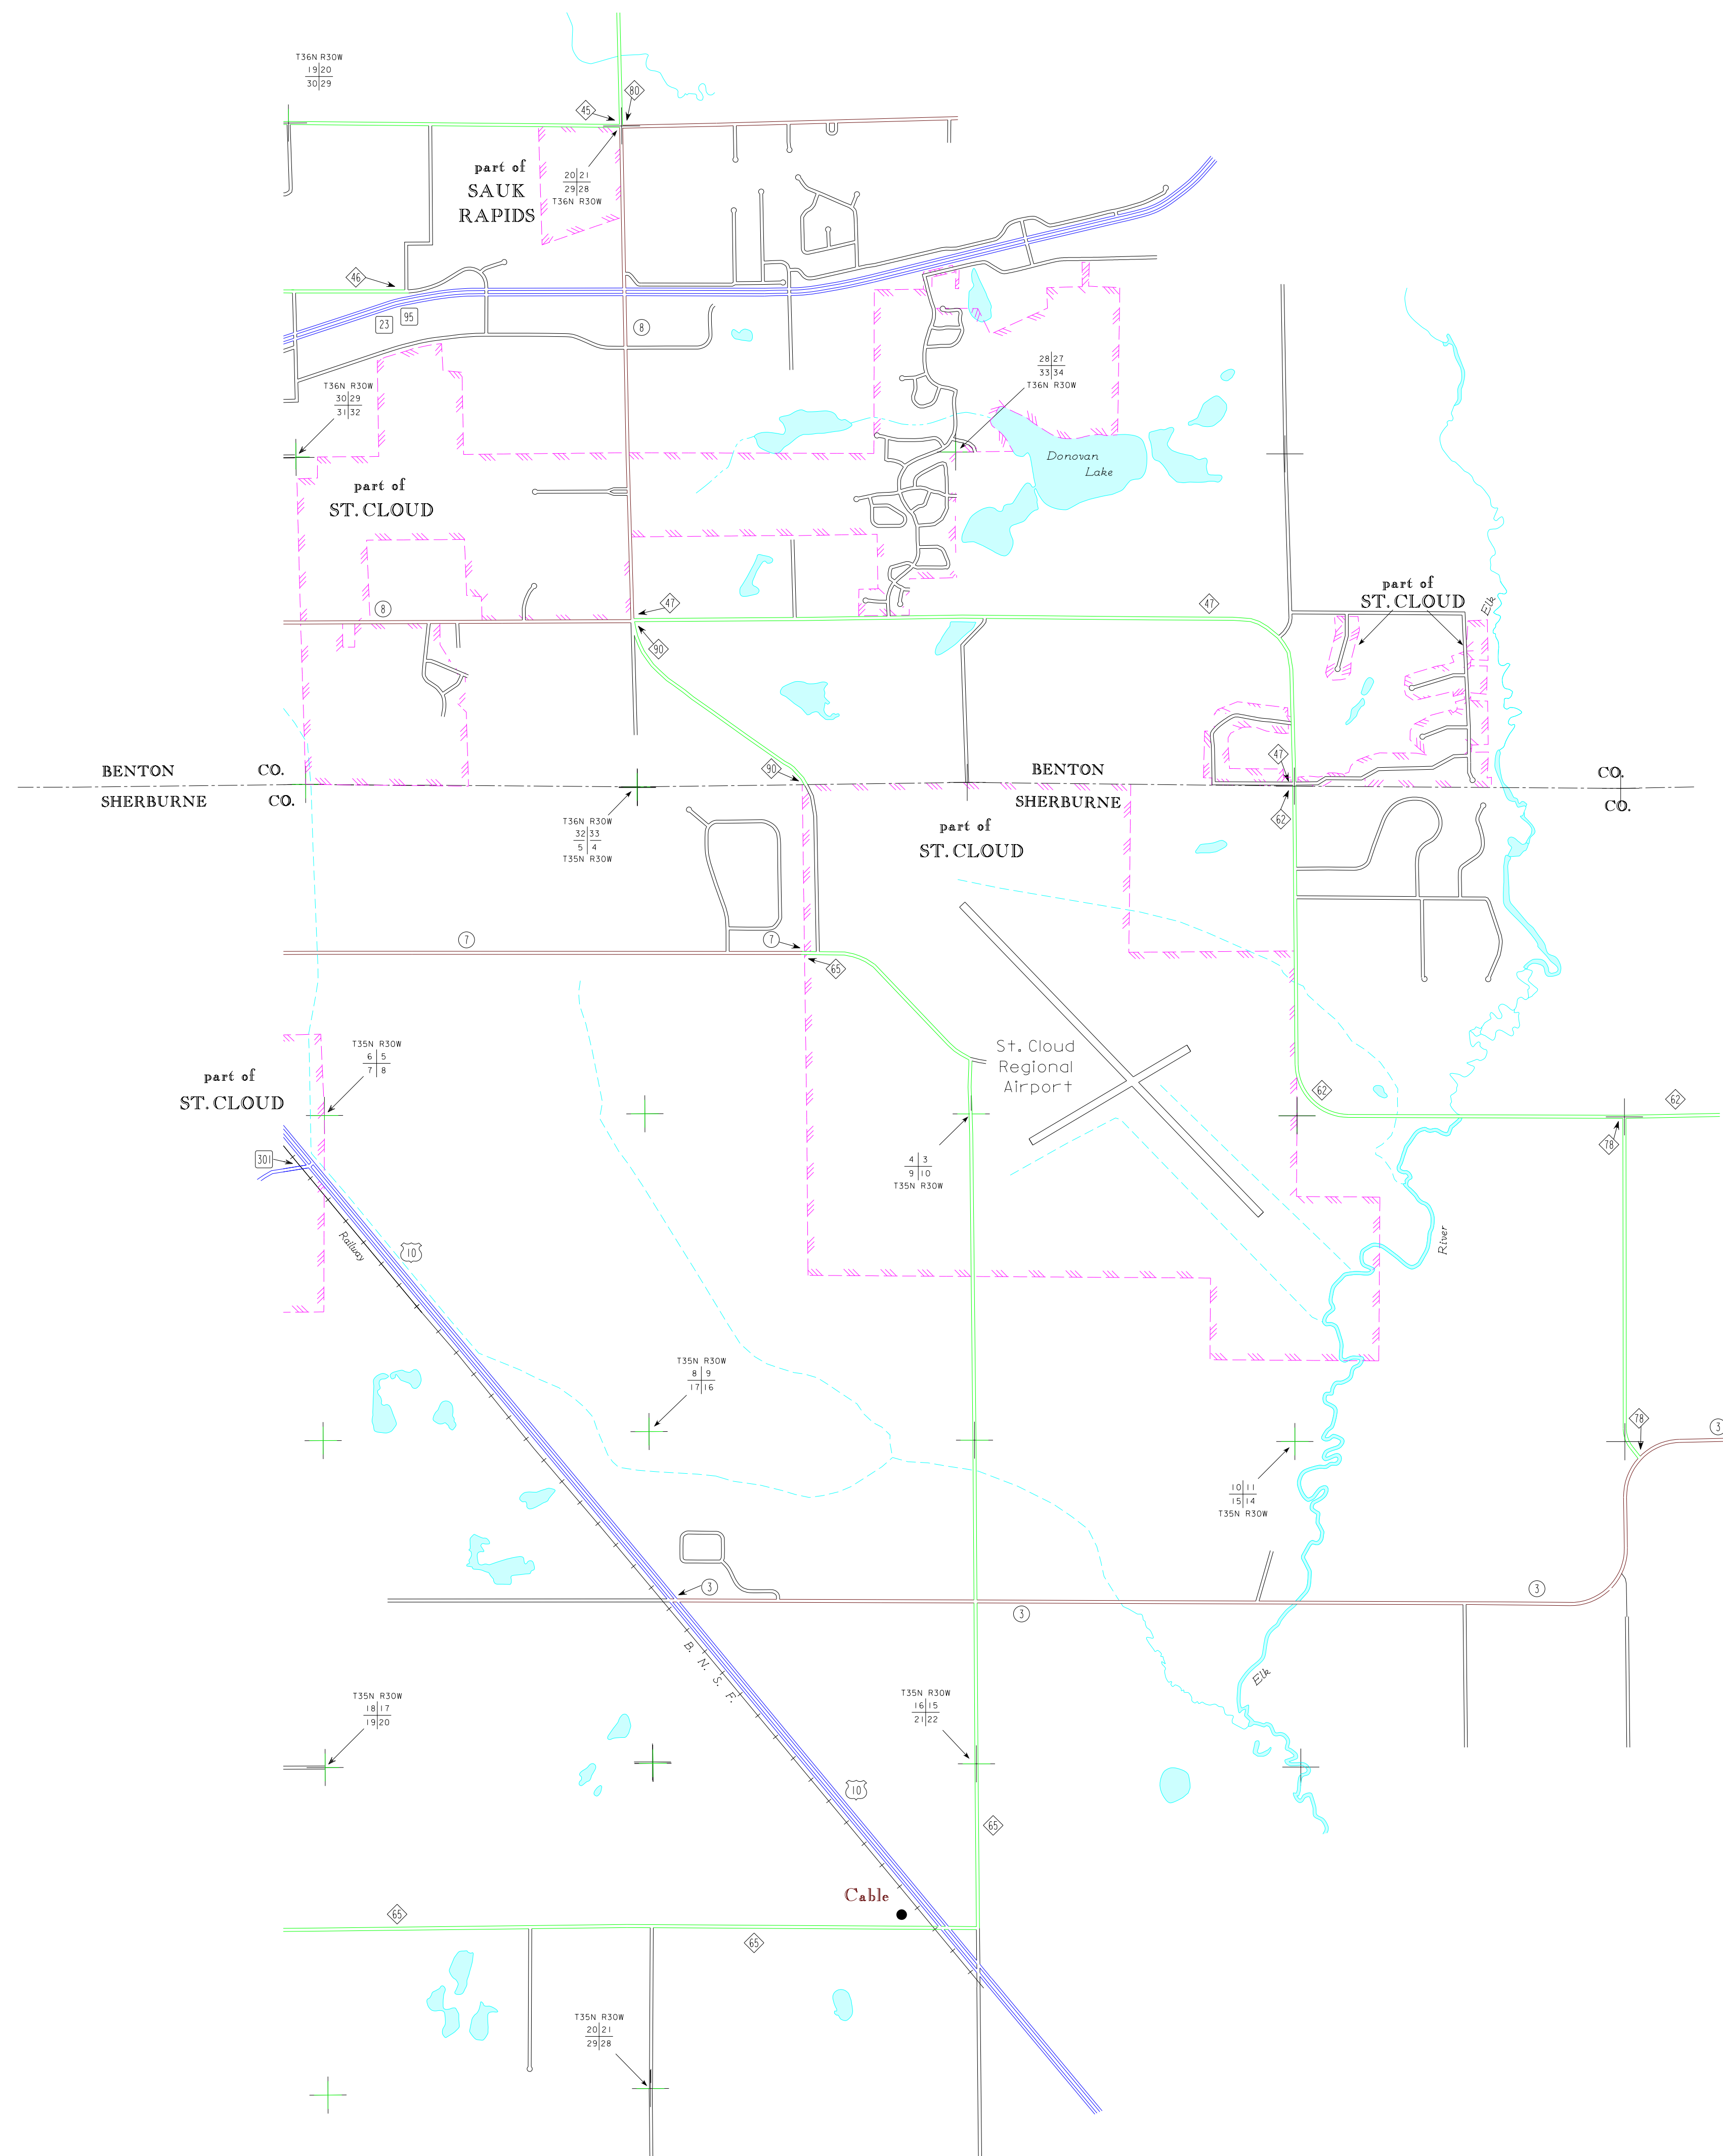 T36N R30W
19 20
30 29
80
45
part of
SAUK
RAPIDS
20 21
29 28
T36N R30W
46
23
95
8
28 27
33 34
T36N R30W
T36N R30W
30 29
31 32
Donovan
Lake
part of
ST. CLOUD
part of
ST. CLOUD
Elk
8
47
47
90
BENTON
CO.
90
BENTON
47
CO.
SHERBURNE
CO.
SHERBURNE
CO.
T36N R30W
32 33
5 4
T35N R30W
part of
ST. CLOUD
62
7
7
65
T35N R30W
6 5
7 8
St. Cloud
Regional
Airport
part of
ST. CLOUD
62
62
78
301
4 3
9 10
T35N R30W
Railway
10
River
T35N R30W
8 9
17 16
78
3
10 11
15 14
T35N R30W
3
3
3
B. N. S. F.
Elk
T35N R30W
18 17
19 20
T35N R30W
16 15
21 22
10
65
Cable
65
65
T35N R30W
20 21
29 28